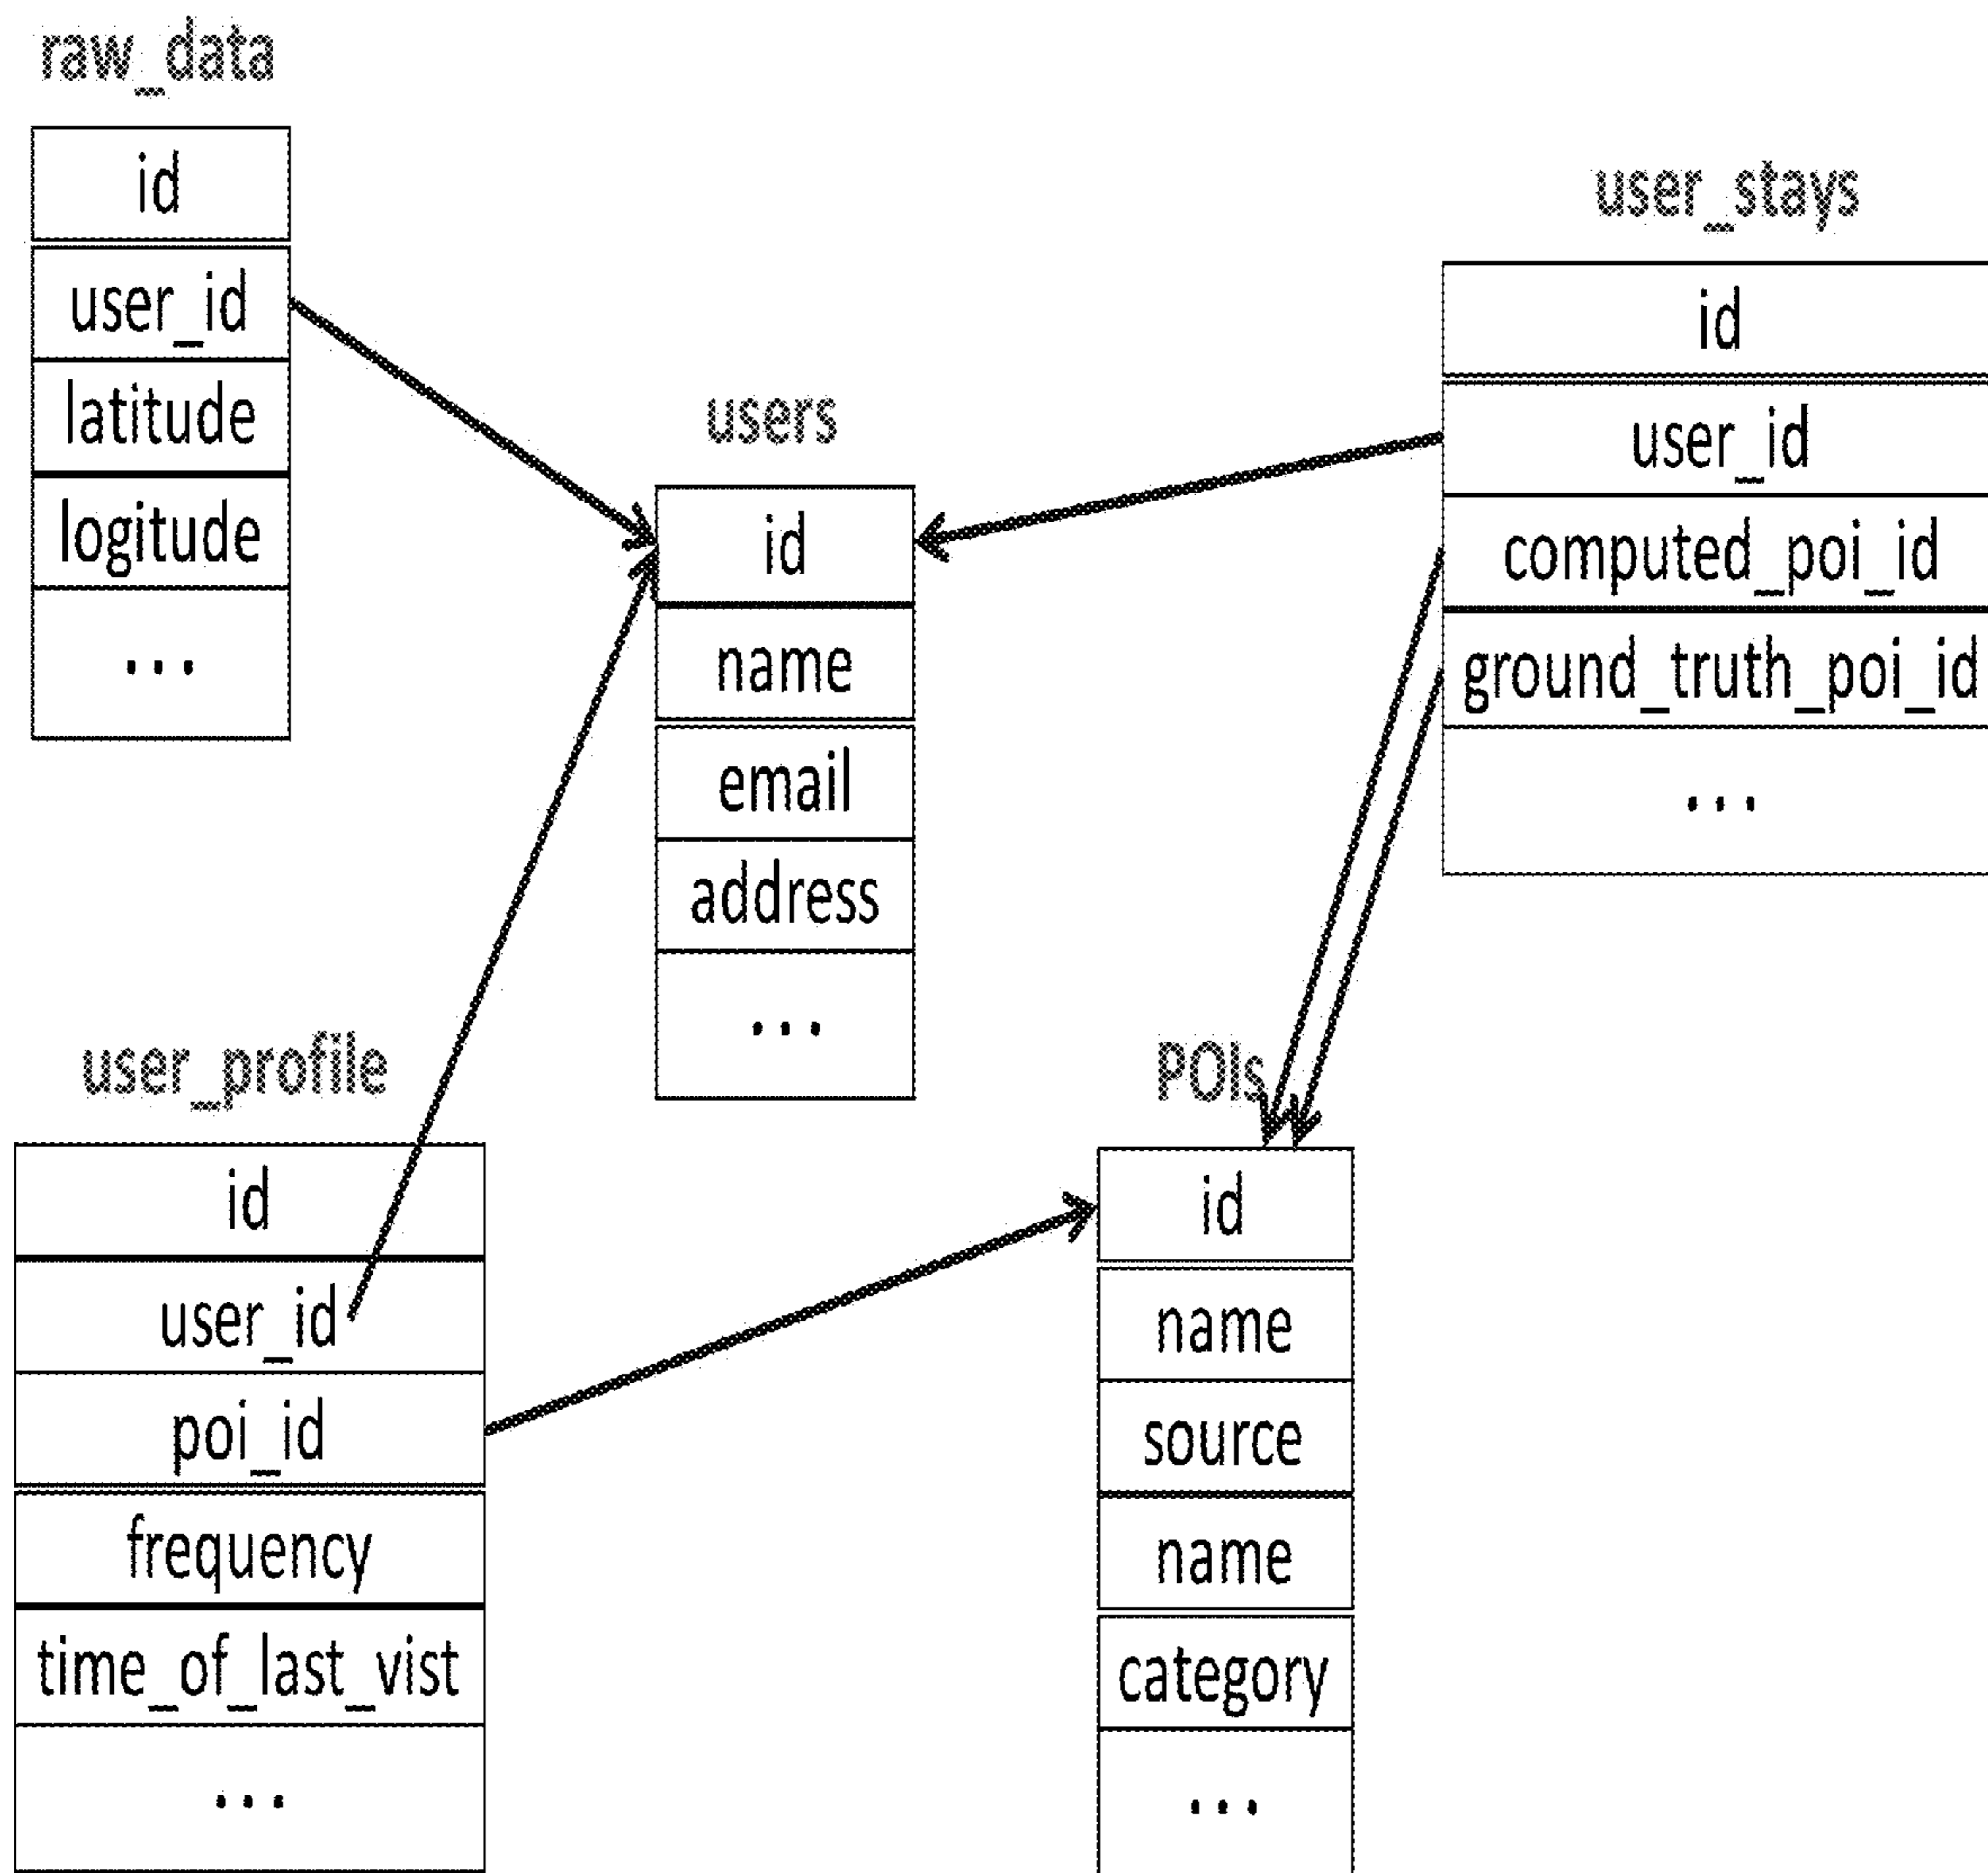 raw_data
id
user_id
latitude
logitude
...
users
id
name
email
address
...
user_stays
id
user_id
computed_poi_id
ground_truth_poi_id
...
user_profile
id
user_id
poi_id
frequency
time_of_last_vist
...
POIs
id
name
source
name
category
...